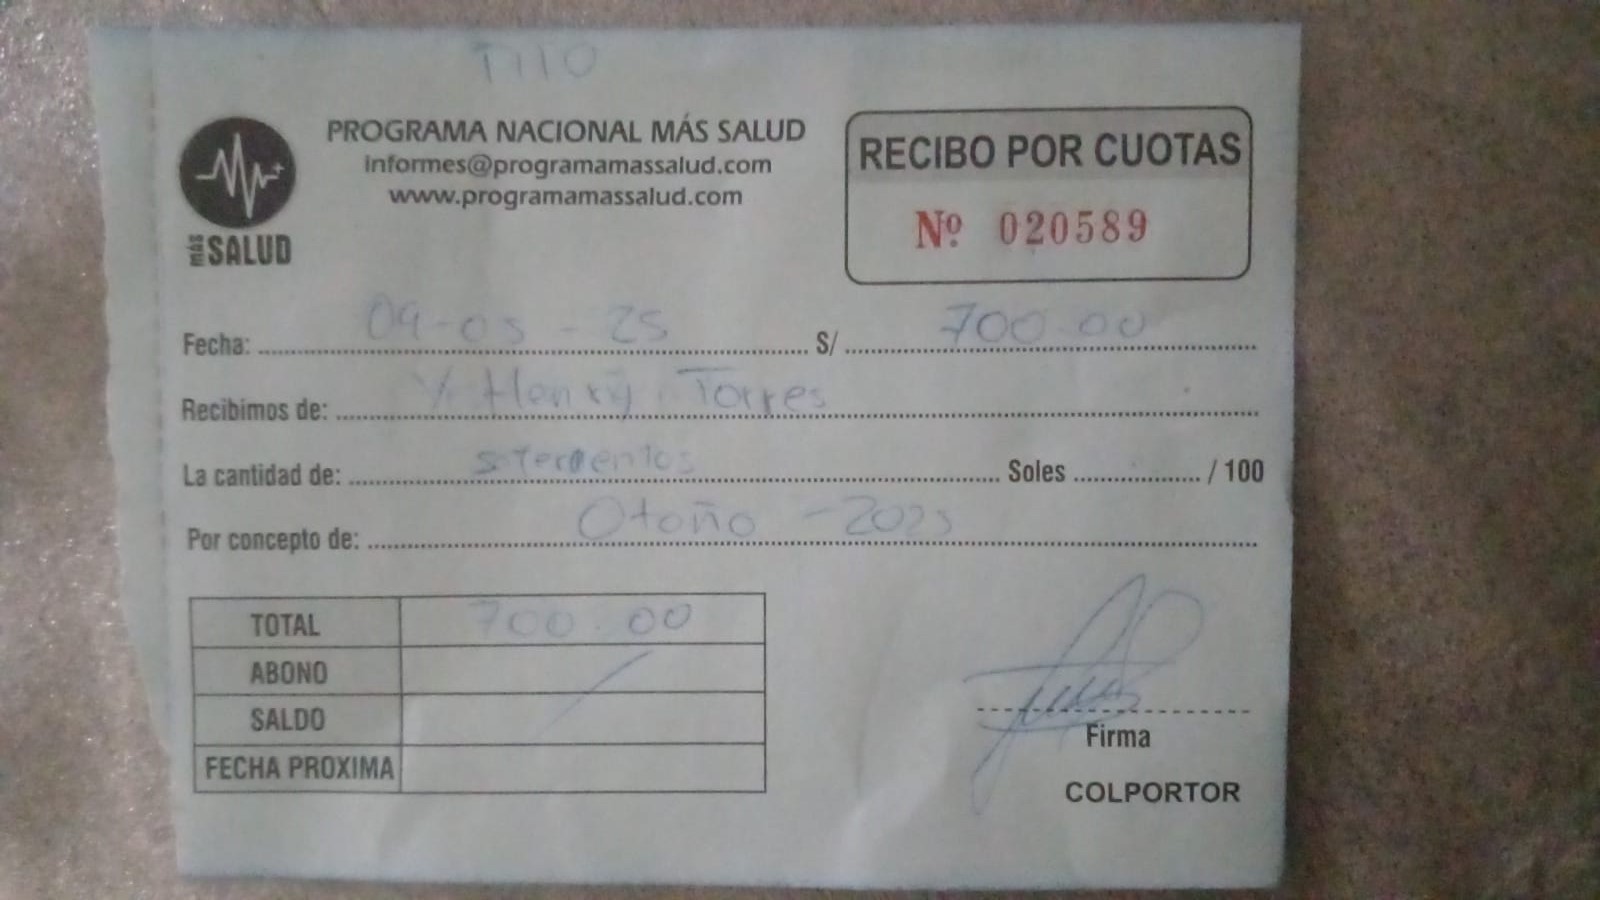 TITO
PROGRAMA NACIONAL MÁS SALUD
informes@programamassalud.com
www.programamassalud.com
MÁS SALUD
RECIBO POR CUOTAS
Nº 020589
Fecha: 09-05-25 S/ 700.00
Recibimos de: Henry Torres
La cantidad de: Setecientos Soles / 100
Por concepto de: Otoño - 2025
TOTAL 700.00
ABONO
SALDO
FECHA PROXIMA
Firma
COLPORTOR